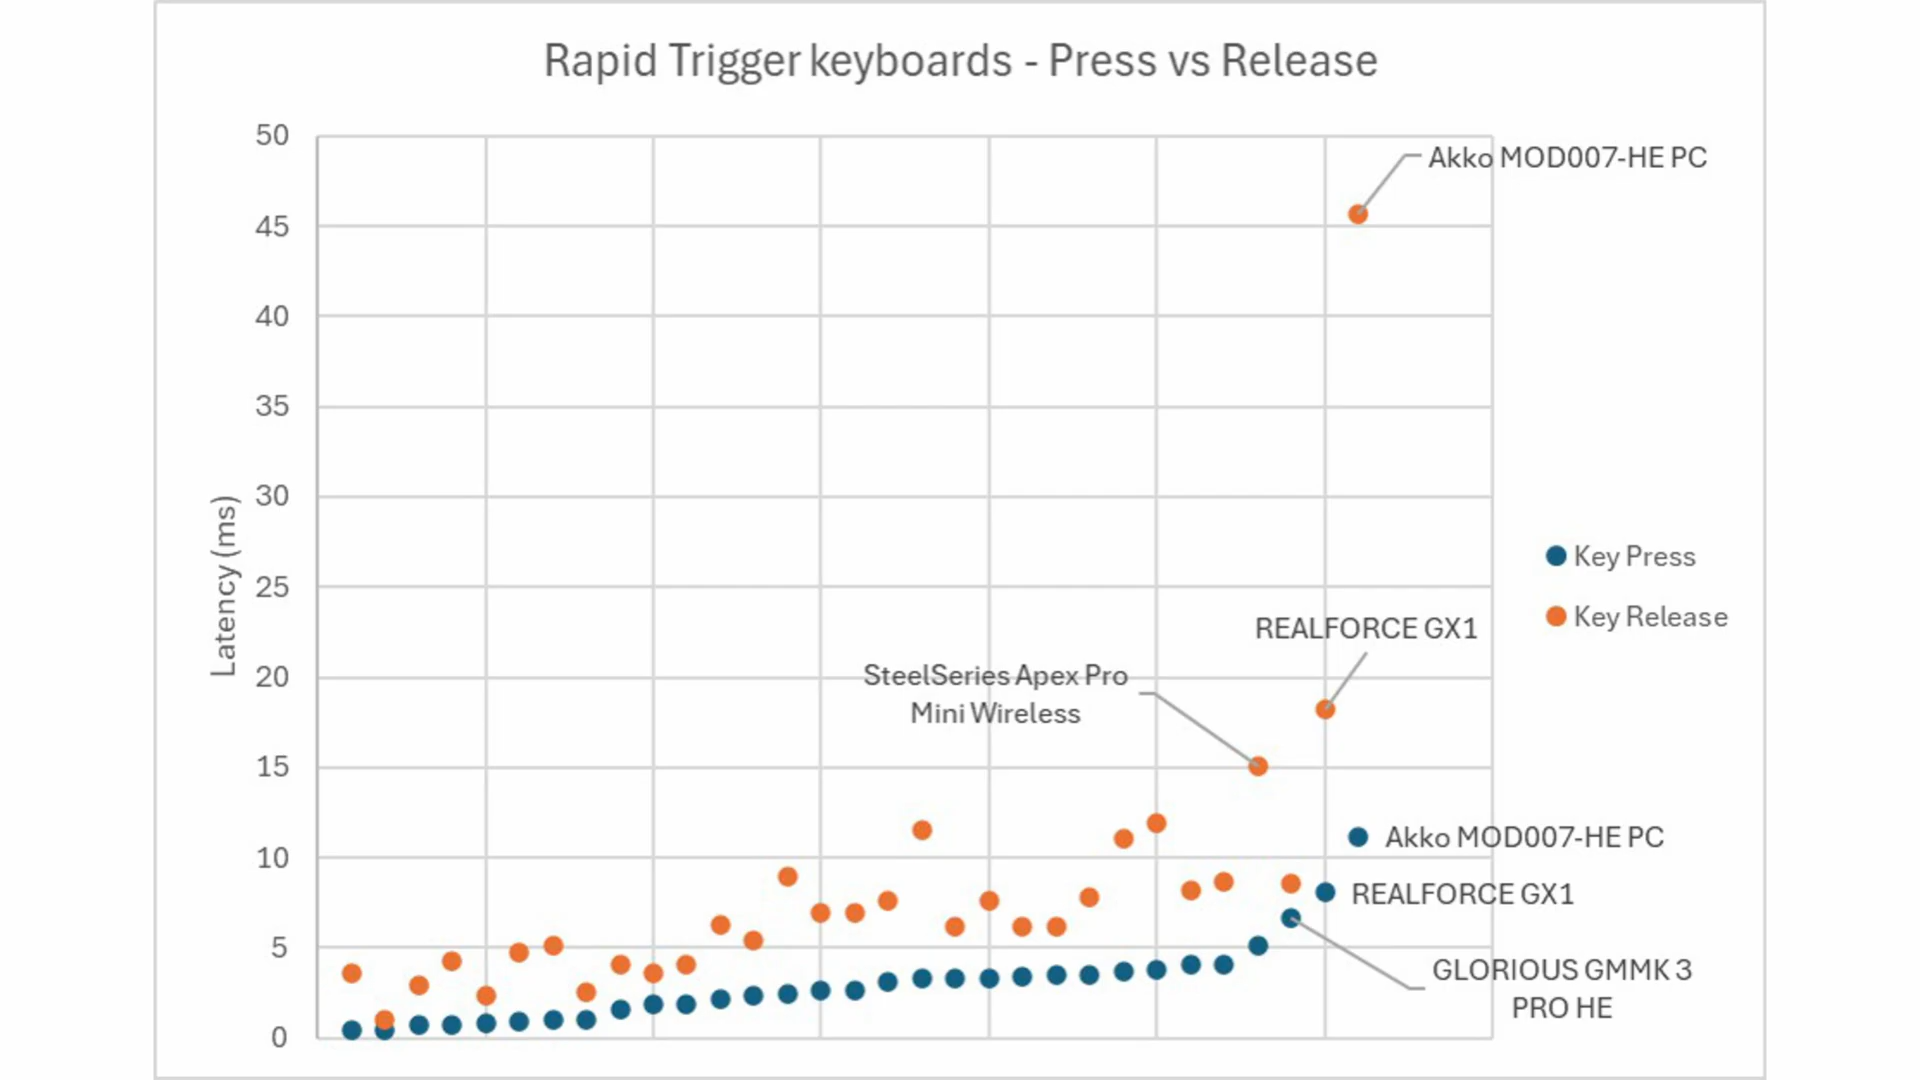 Rapid Trigger keyboards - Press vs Release
50
45
40
35
30
25
20
15
10
5
0
Latency (ms)
Akko MOD007-HE PC
REALFORCE GX1
SteelSeries Apex Pro
Mini Wireless
Akko MOD007-HE PC
REALFORCE GX1
GLORIOUS GMMK 3
PRO HE
Key Press
Key Release